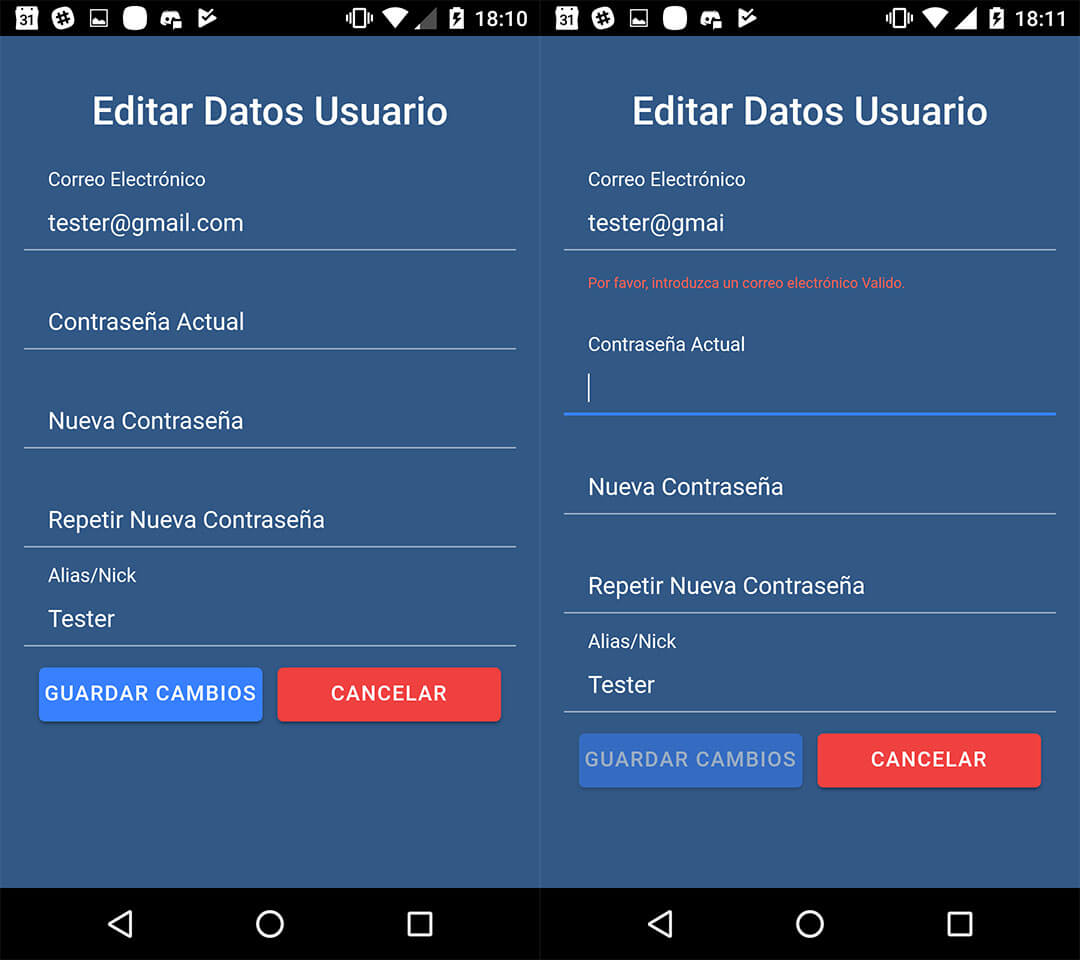 31
18:10
Editar Datos Usuario
Correo Electrónico
tester@gmail.com
Contraseña Actual
Nueva Contraseña
Repetir Nueva Contraseña
Alias/Nick
Tester
GUARDAR CAMBIOS
CANCELAR
31
18:11
Editar Datos Usuario
Correo Electrónico
tester@gmai
Por favor, introduzca un correo electrónico Valido.
Contraseña Actual
Nueva Contraseña
Repetir Nueva Contraseña
Alias/Nick
Tester
GUARDAR CAMBIOS
CANCELAR